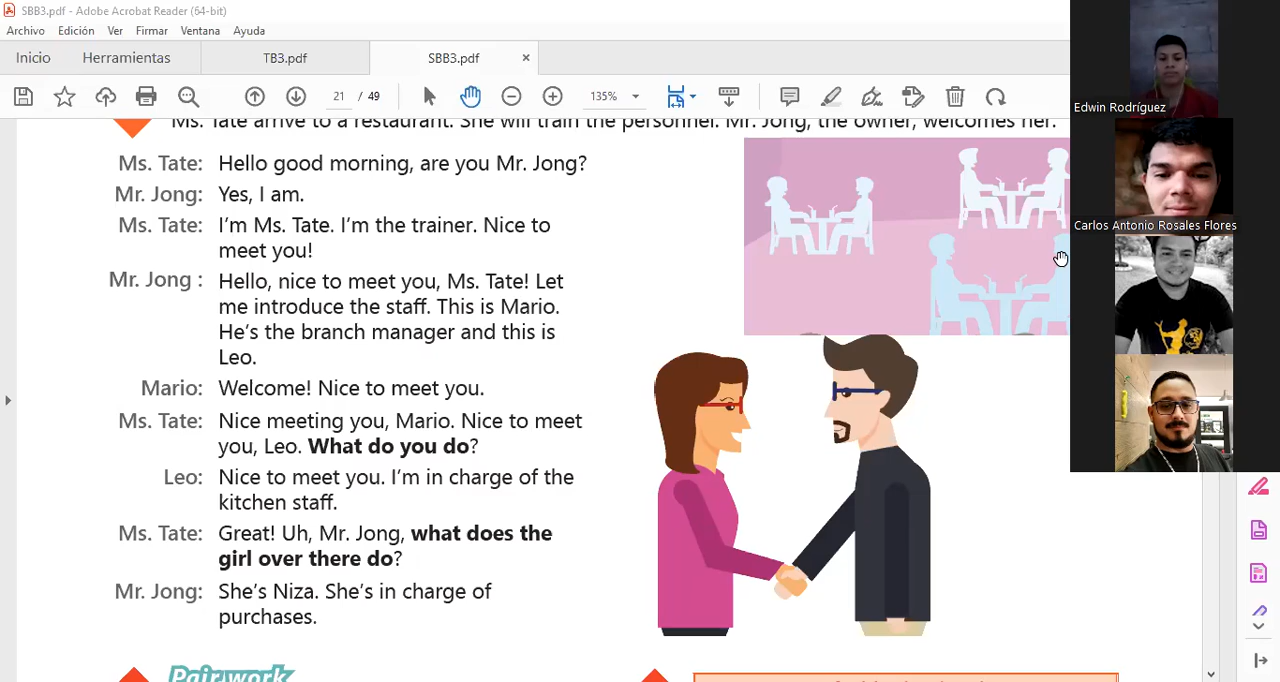 SBB3.pdf - Adobe Acrobat Reader (64-bit)
Archivo Edición Ver Firmar Ventana Ayuda
Inicio Herramientas TB3.pdf SBB3.pdf ×
21 / 49 135%
Ms. Tate arrive to a restaurant. She will train the personnel. Mr. Jong, the owner, welcomes her.
Ms. Tate: Hello good morning, are you Mr. Jong?
Mr. Jong: Yes, I am.
Ms. Tate: I'm Ms. Tate. I'm the trainer. Nice to
meet you!
Mr. Jong : Hello, nice to meet you, Ms. Tate! Let
me introduce the staff. This is Mario.
He's the branch manager and this is
Leo.
Mario: Welcome! Nice to meet you.
Ms. Tate: Nice meeting you, Mario. Nice to meet
you, Leo. What do you do?
Leo: Nice to meet you. I'm in charge of the
kitchen staff.
Ms. Tate: Great! Uh, Mr. Jong, what does the
girl over there do?
Mr. Jong: She's Niza. She's in charge of
purchases.
Pair work
Edwin Rodríguez
Carlos Antonio Rosales Flores